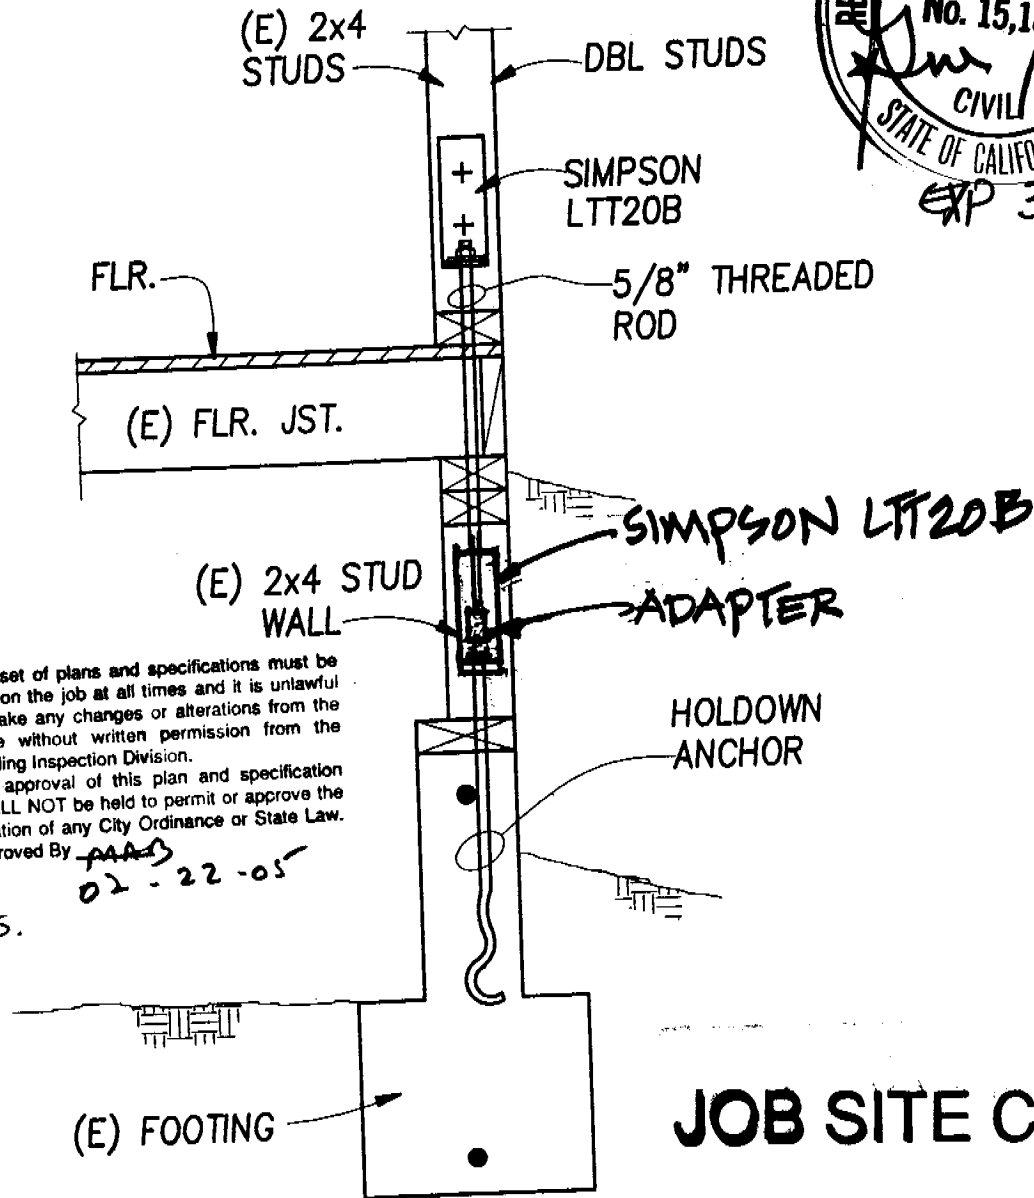 (E) 2x4
STUDS
DBL STUDS
No. 15,1
CIVIL
STATE OF CALIFO
EXP 3
SIMPSON
LTT20B
FLR.
5/8" THREADED
ROD
(E) FLR. JST.
SIMPSON LTT20B
(E) 2x4 STUD
WALL
ADAPTER
set of plans and specifications must be
on the job at all times and it is unlawful
ake any changes or alterations from the
e without written permission from the
ding Inspection Division.
approval of this plan and specification
LL NOT be held to permit or approve the
ation of any City Ordinance or State Law.
roved By
02-22-05
S.
HOLDOWN
ANCHOR
(E) FOOTING
JOB SITE C